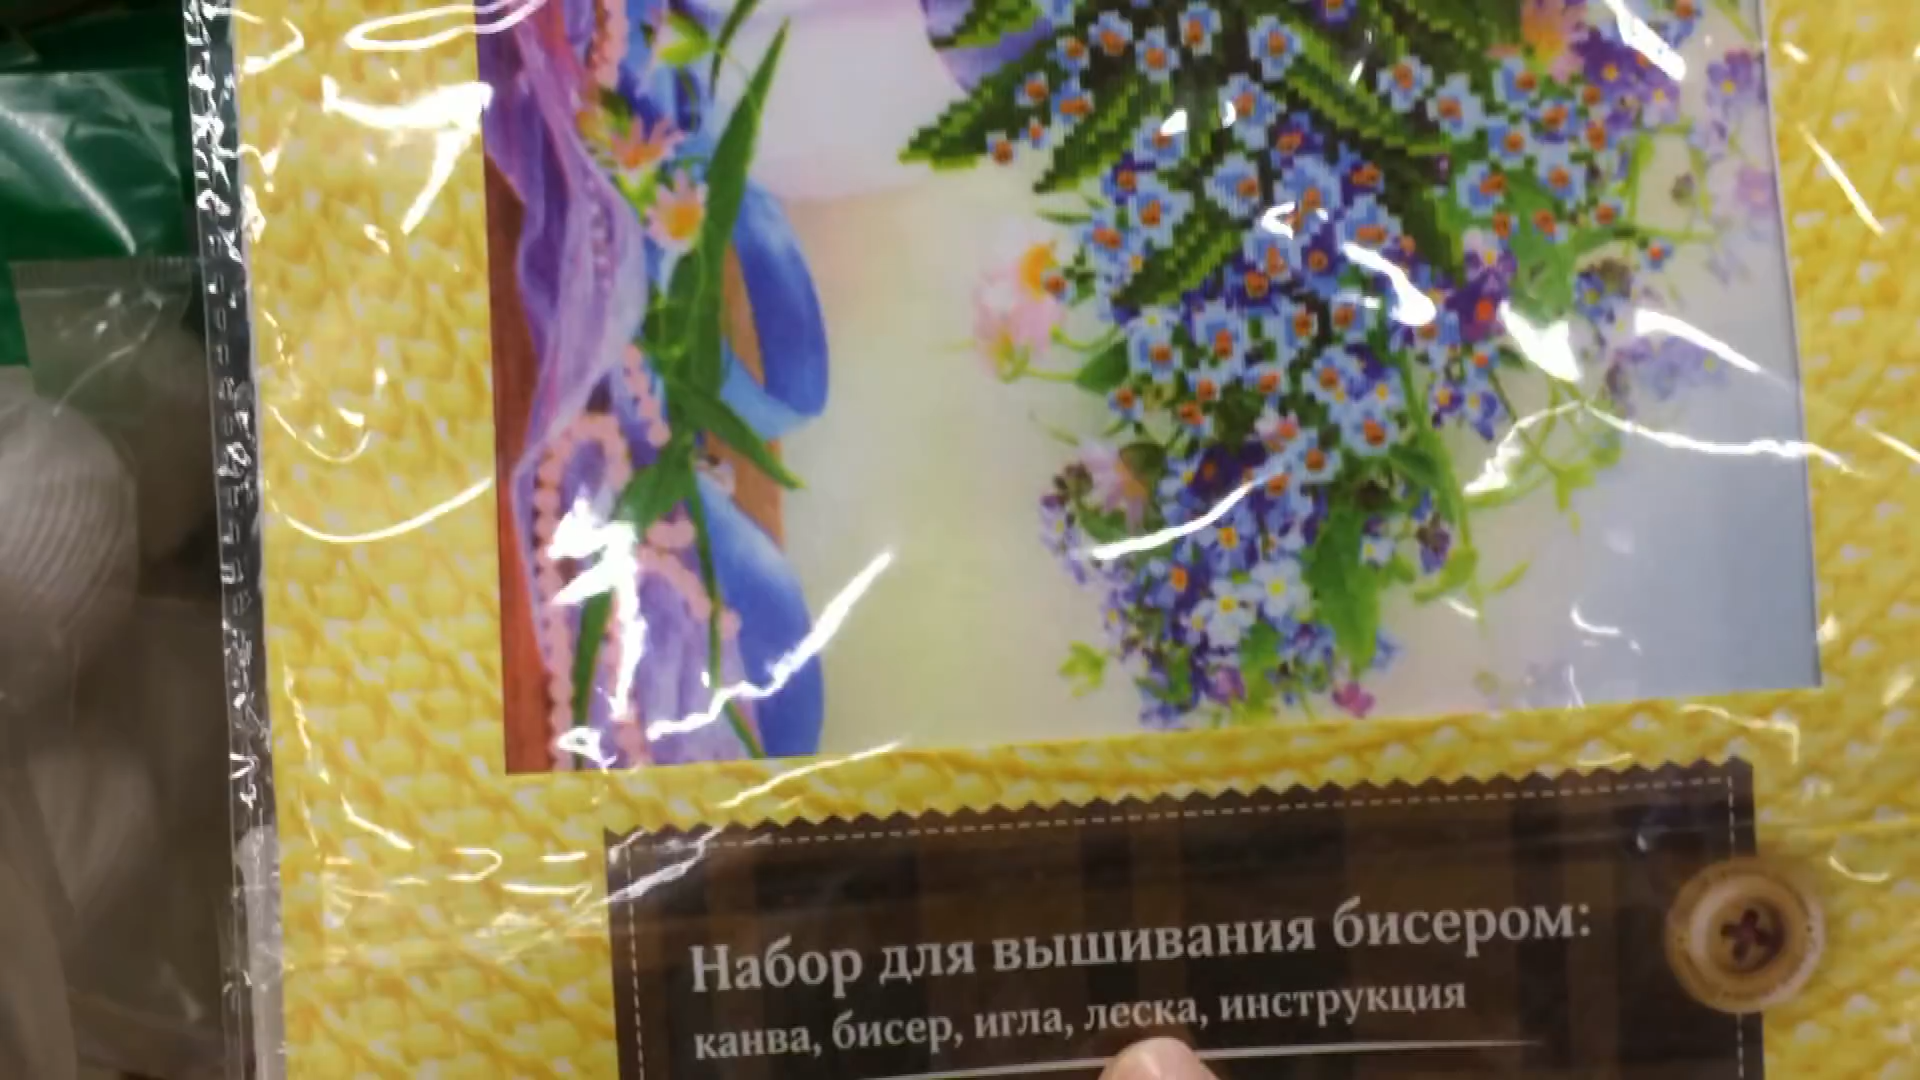 Набор для вышивания бисером:
канва, бисер, игла, леска, инструкция